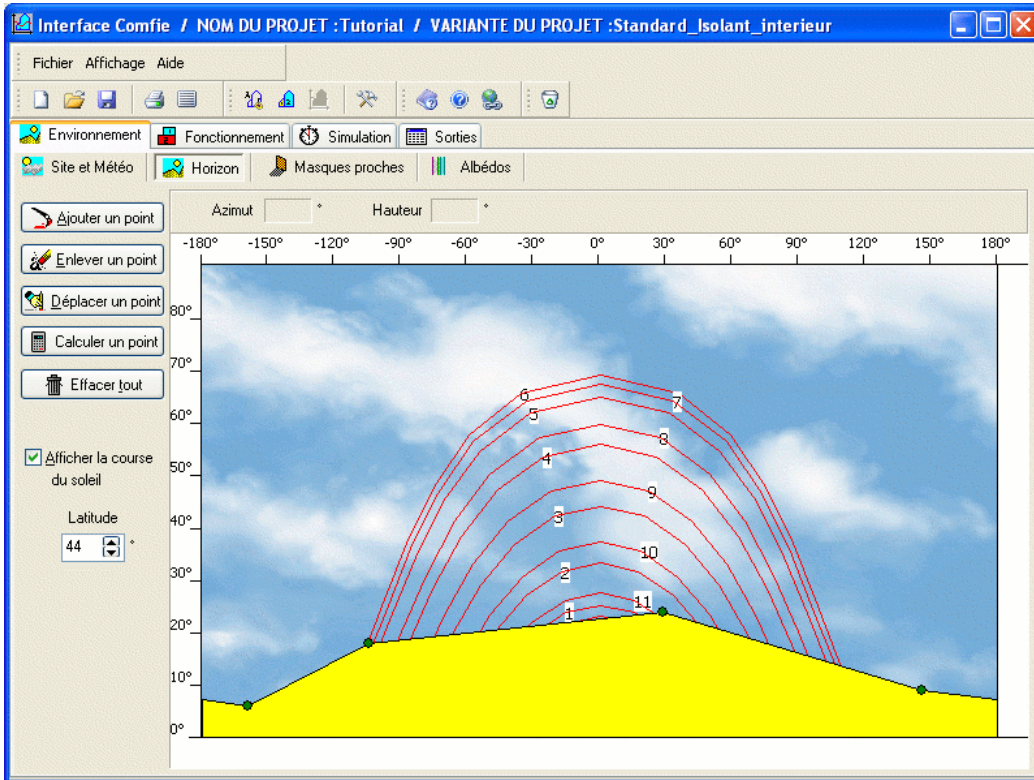 Interface Comfie / NOM DU PROJET :Tutorial / VARIANTE DU PROJET :Standard_Isolant_interieur
Fichier Affichage Aide
Environnement Fonctionnement Simulation Sorties
Site et Météo Horizon Masques proches Albédos
Ajouter un point
Enlever un point
Déplacer un point
Calculer un point
Effacer tout
Afficher la course
du soleil
Latitude
44 °
Azimut ° Hauteur °
-180° -150° -120° -90° -60° -30° 0° 30° 60° 90° 120° 150° 180°
80°
70°
60°
50°
40°
30°
20°
10°
0°
6 7
5
8
4
9
3
10
2
11
1